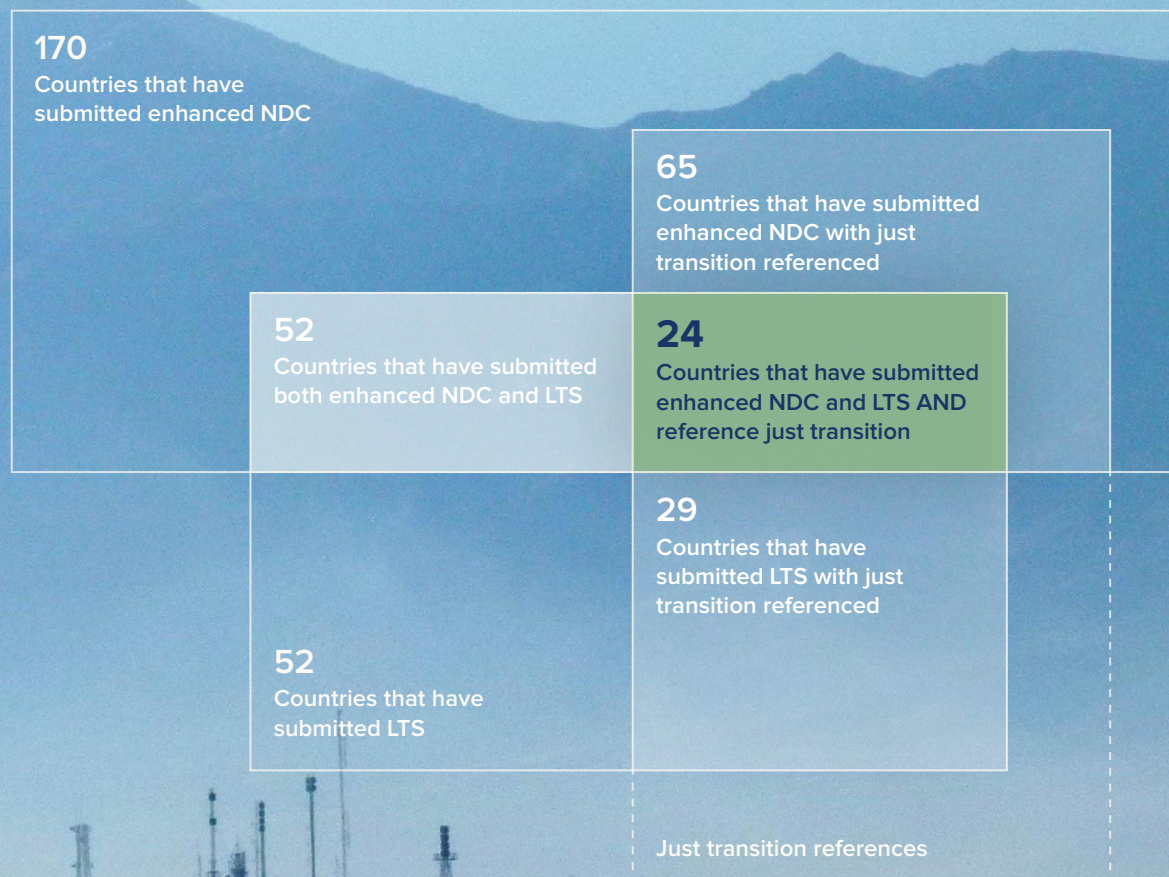 170
Countries that have
submitted enhanced NDC
65
Countries that have submitted
enhanced NDC with just
transition referenced
52
Countries that have submitted
both enhanced NDC and LTS
24
Countries that have submitted
enhanced NDC and LTS AND
reference just transition
29
Countries that have
submitted LTS with just
transition referenced
52
Countries that have
submitted LTS
Just transition references